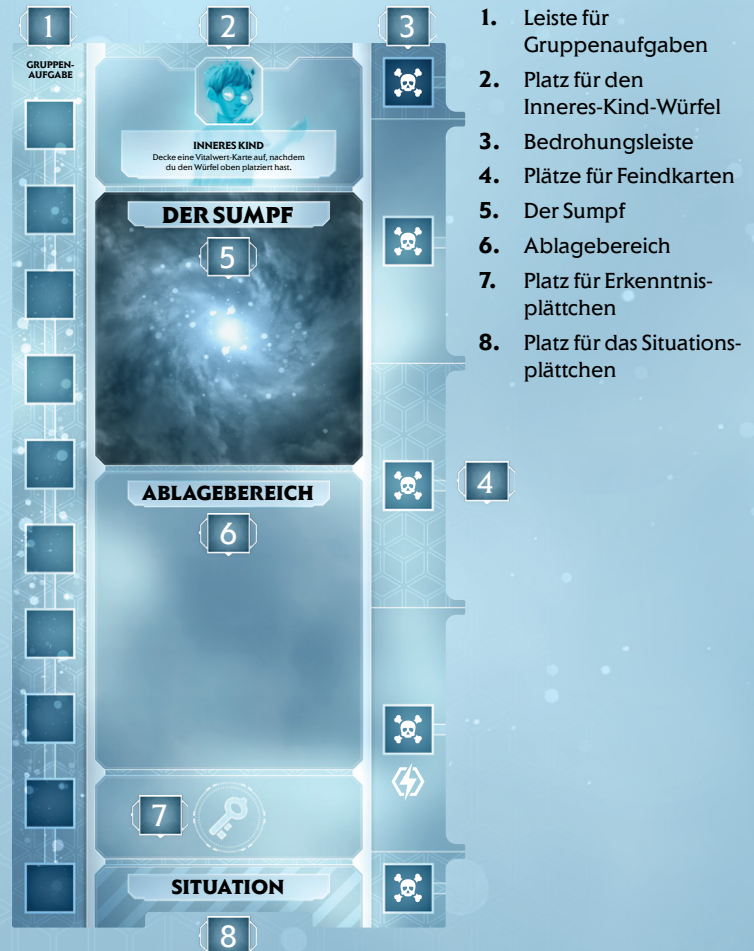 1
2
3
GRUPPEN-
AUFGABE
INNERES KIND
Decke eine Vitalwert-Karte auf, nachdem
du den Würfel oben platziert hast.
DER SUMPF
5
4
ABLAGEBEREICH
6
7
SITUATION
8
1. Leiste für
Gruppenaufgaben
2. Platz für den
Inneres-Kind-Würfel
3. Bedrohungsleiste
4. Plätze für Feindkarten
5. Der Sumpf
6. Ablagebereich
7. Platz für Erkenntnis-
plättchen
8. Platz für das Situations-
plättchen